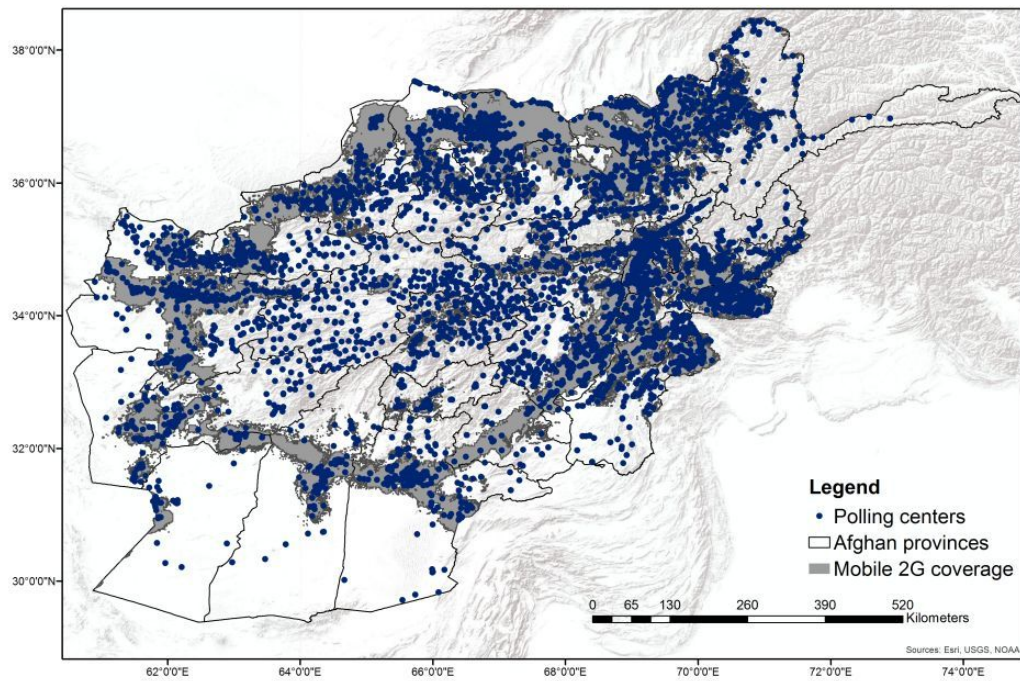 38°0'0"N
36°0'0"N
34°0'0"N
32°0'0"N
30°0'0"N
Legend
Polling centers
Afghan provinces
Mobile 2G coverage
0 65 130 260 390 520
Kilometers
Sources: Esri, USGS, NOAA
62°0'0"E 64°0'0"E 66°0'0"E 68°0'0"E 70°0'0"E 72°0'0"E 74°0'0"E